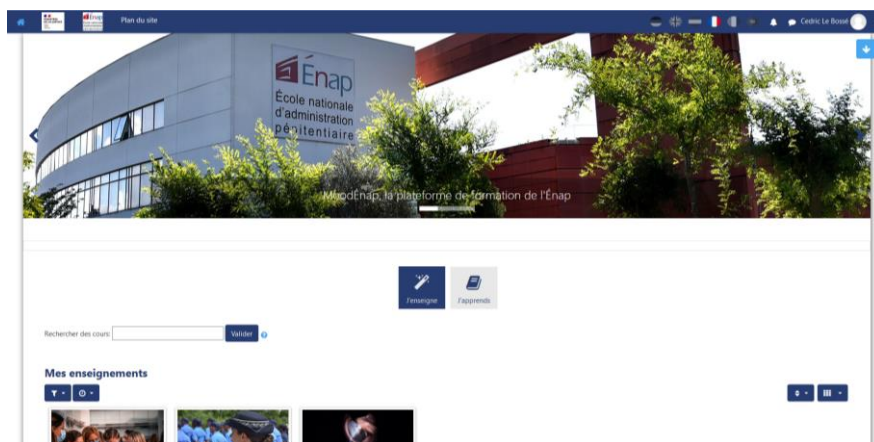 Plan du site
Cedric Le Bossé
Énap
École nationale
d'administration
pénitentiaire
MoodÉnap, la plateforme de formation de l'Énap
J'enseigne
J'apprends
Rechercher des cours
Valider
Mes enseignements